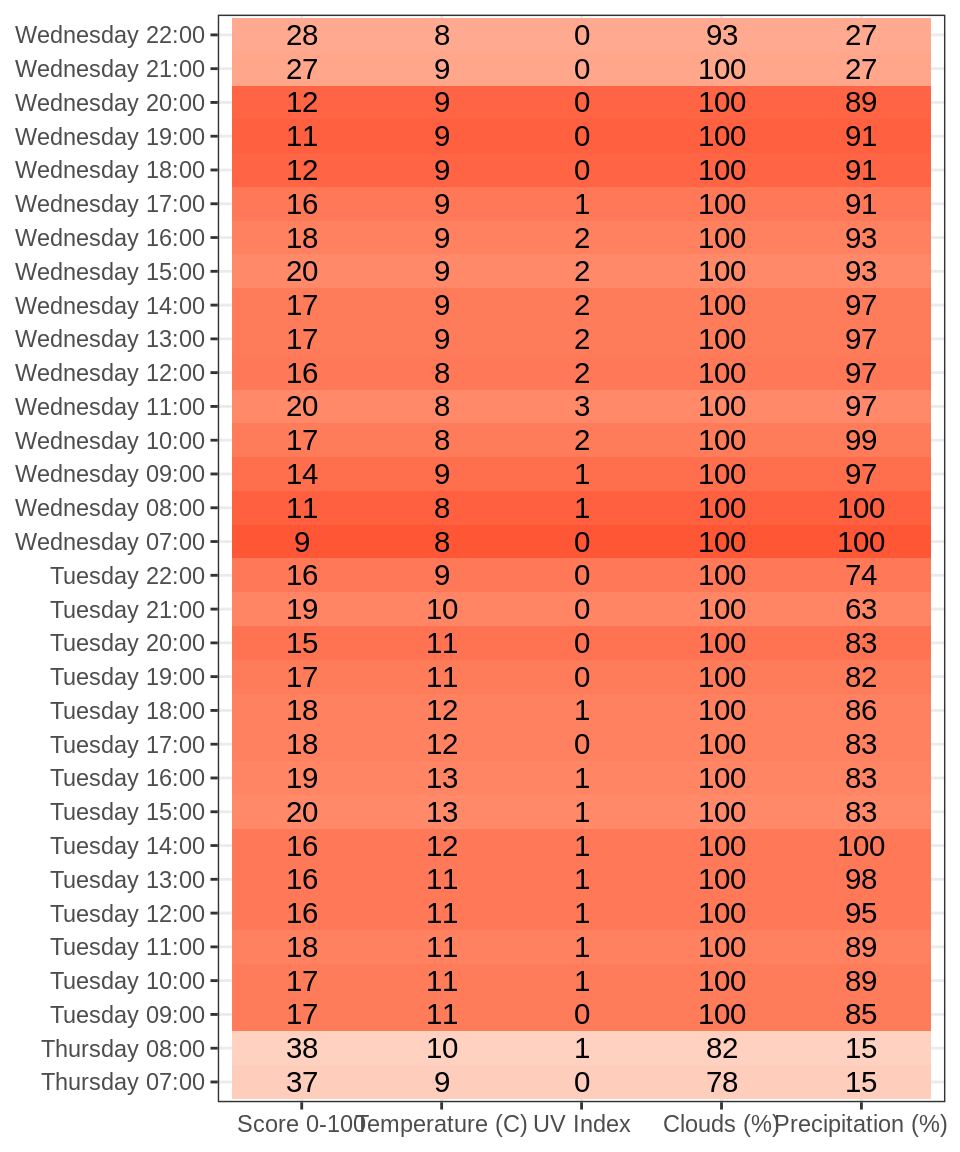 Wednesday 22:00 28 8 0 93 27
Wednesday 21:00 27 9 0 100 27
Wednesday 20:00 12 9 0 100 89
Wednesday 19:00 11 9 0 100 91
Wednesday 18:00 12 9 0 100 91
Wednesday 17:00 16 9 1 100 91
Wednesday 16:00 18 9 2 100 93
Wednesday 15:00 20 9 2 100 93
Wednesday 14:00 17 9 2 100 97
Wednesday 13:00 17 9 2 100 97
Wednesday 12:00 16 8 2 100 97
Wednesday 11:00 20 8 3 100 97
Wednesday 10:00 17 8 2 100 99
Wednesday 09:00 14 9 1 100 97
Wednesday 08:00 11 8 1 100 100
Wednesday 07:00 9 8 0 100 100
Tuesday 22:00 16 9 0 100 74
Tuesday 21:00 19 10 0 100 63
Tuesday 20:00 15 11 0 100 83
Tuesday 19:00 17 11 0 100 82
Tuesday 18:00 18 12 1 100 86
Tuesday 17:00 18 12 0 100 83
Tuesday 16:00 19 13 1 100 83
Tuesday 15:00 20 13 1 100 83
Tuesday 14:00 16 12 1 100 100
Tuesday 13:00 16 11 1 100 98
Tuesday 12:00 16 11 1 100 95
Tuesday 11:00 18 11 1 100 89
Tuesday 10:00 17 11 1 100 89
Tuesday 09:00 17 11 0 100 85
Thursday 08:00 38 10 1 82 15
Thursday 07:00 37 9 0 78 15
Score 0-100 Temperature (C) UV Index Clouds (%) Precipitation (%)